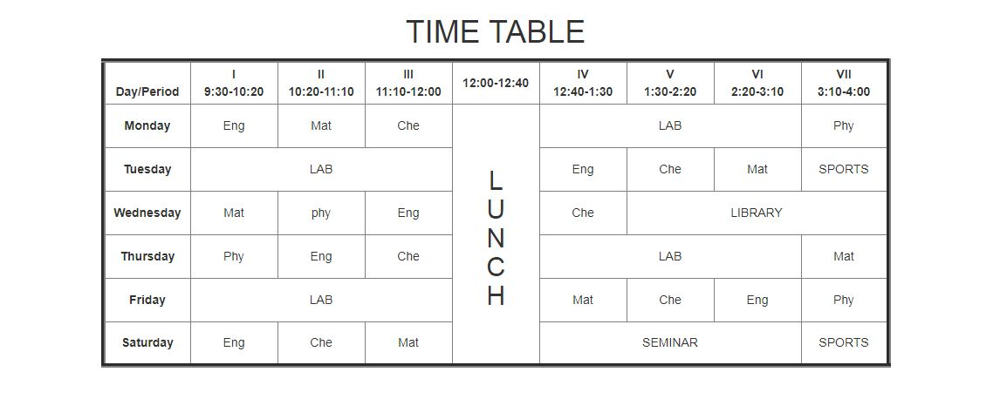 TIME TABLE
Day/Period I 9:30-10:20 II 10:20-11:10 III 11:10-12:00 12:00-12:40 IV 12:40-1:30 V 1:30-2:20 VI 2:20-3:10 VII 3:10-4:00
Monday Eng Mat Che LUNCH LAB Phy
Tuesday LAB Eng Che Mat SPORTS
Wednesday Mat phy Eng Che LIBRARY
Thursday Phy Eng Che LAB Mat
Friday LAB Mat Che Eng Phy
Saturday Eng Che Mat SEMINAR SPORTS